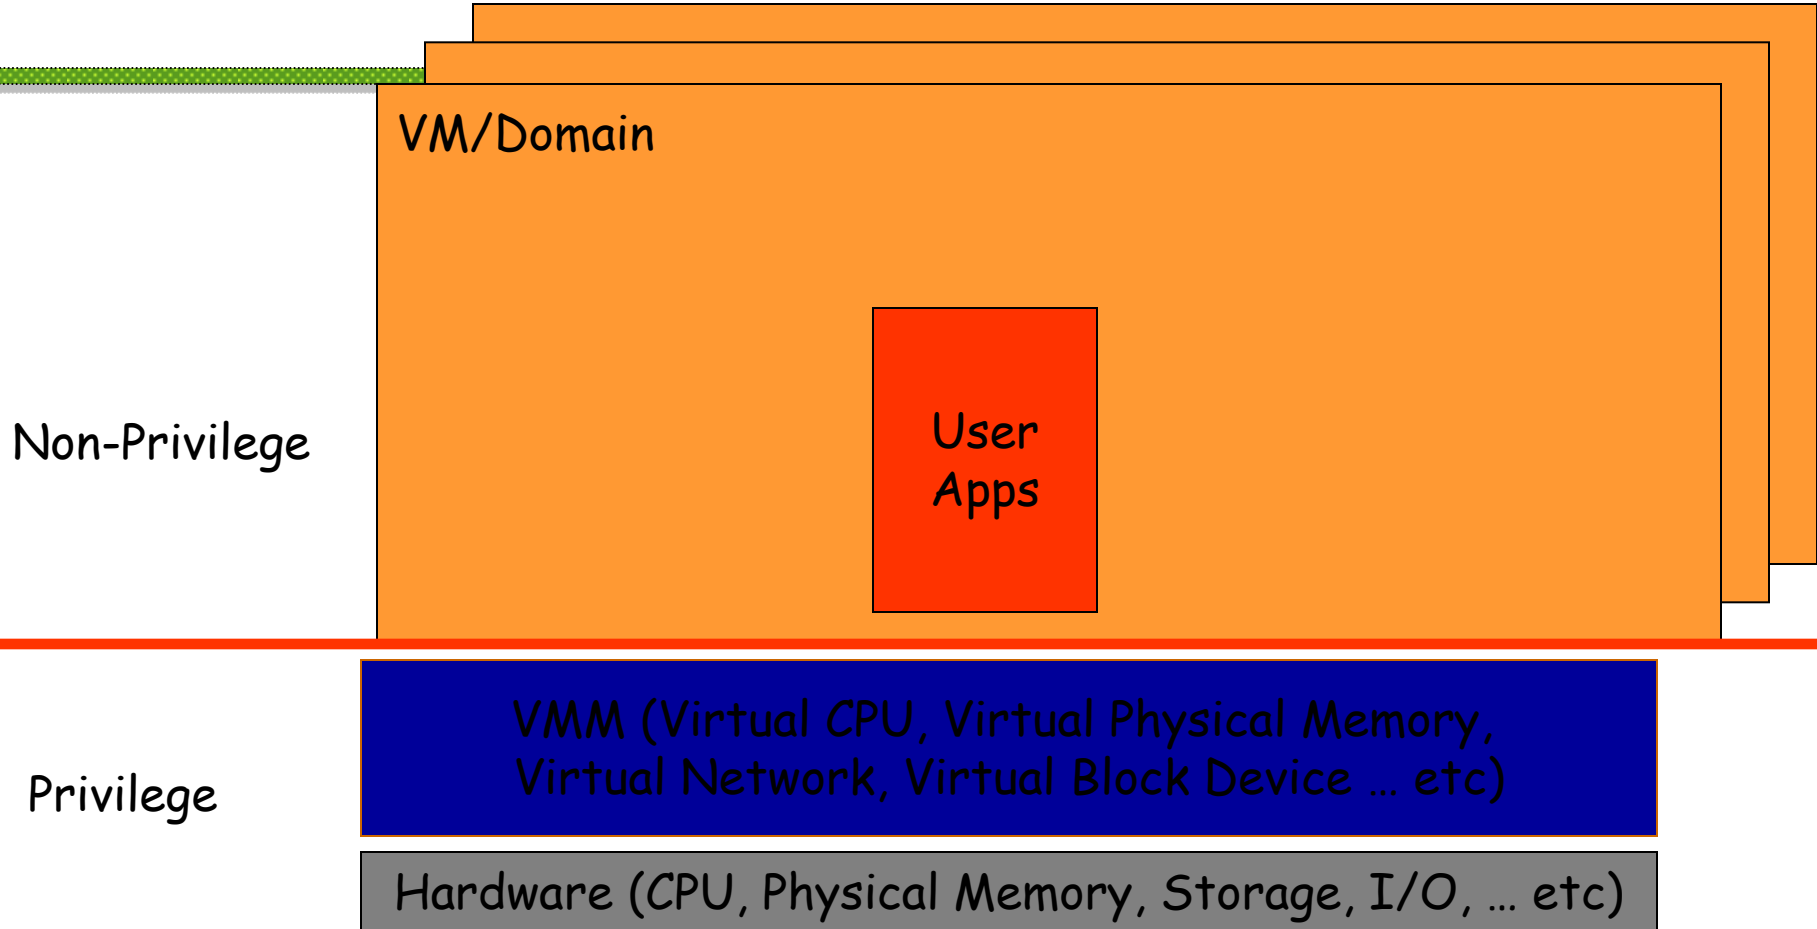 VM/Domain
Non-Privilege
User
Apps
VMM (Virtual CPU, Virtual Physical Memory,
Virtual Network, Virtual Block Device … etc)
Privilege
Hardware (CPU, Physical Memory, Storage, I/O, … etc)